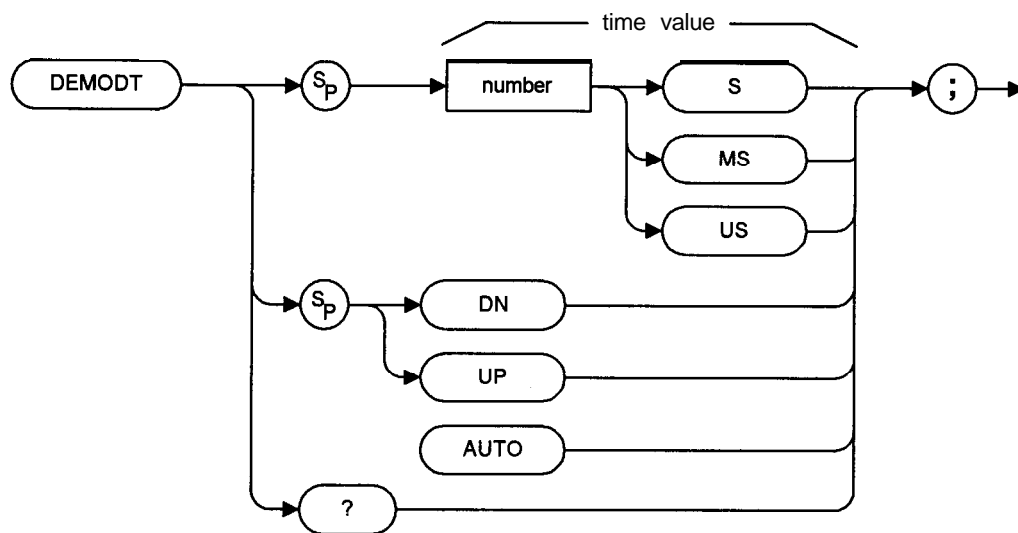 time value
DEMODT
SP
number
S
;
MS
US
SP
DN
UP
AUTO
?